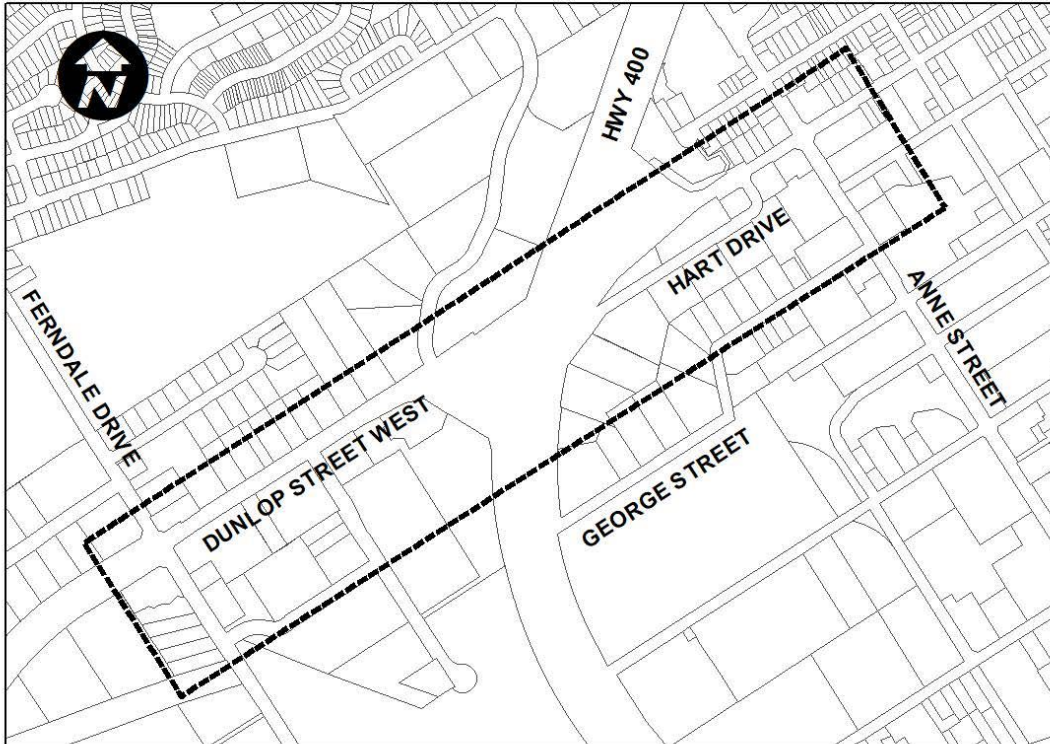 N
HWY 400
HART DRIVE
FERNDALE DRIVE
ANNE STREET
DUNLOP STREET WEST
GEORGE STREET